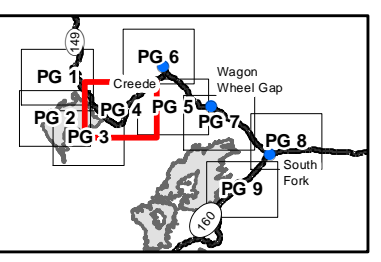 149
PG 6
PG 1
Creede
Wagon
Wheel Gap
PG 2
PG 4
PG 5
PG 3
PG 7
PG 8
South
Fork
PG 9
160